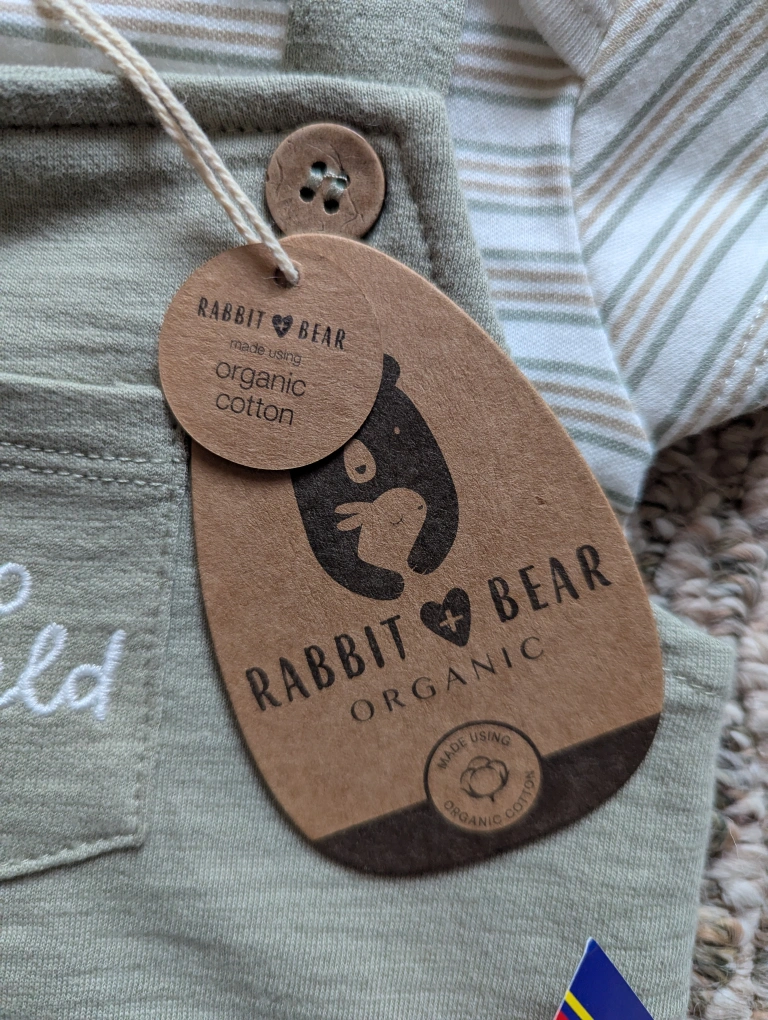 RABBIT + BEAR
made using
organic
cotton
RABBIT + BEAR
ORGANIC
MADE USING
ORGANIC COTTON